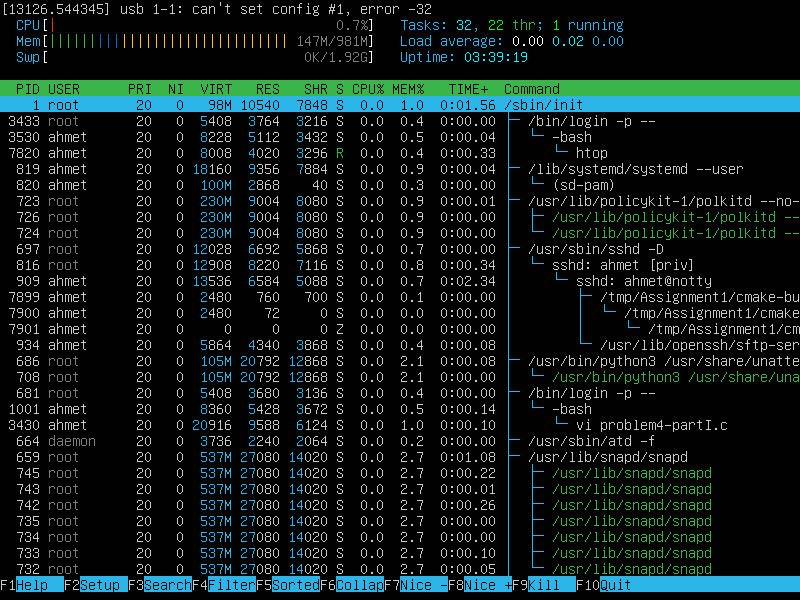 [13126.544345] usb 1-1: can't set config #1, error -32
CPU[| 0.7%] Tasks: 32, 22 thr; 1 running
Mem[|||||||||||||||||||||||||||||| 147M/981M] Load average: 0.00 0.02 0.00
Swp[ 0K/1.92G] Uptime: 03:39:19
PID USER PRI NI VIRT RES SHR S CPU% MEM% TIME+ Command
1 root 20 0 98M 10540 7848 S 0.0 1.0 0:01.56 /sbin/init
3433 root 20 0 5408 3764 3216 S 0.0 0.4 0:00.00 ├─ /bin/login -p --
3530 ahmet 20 0 8228 5112 3432 S 0.0 0.5 0:00.04 │ └─ -bash
7820 ahmet 20 0 8008 4020 3296 R 0.0 0.4 0:00.33 │ └─ htop
819 ahmet 20 0 18160 9356 7884 S 0.0 0.9 0:00.04 ├─ /lib/systemd/systemd --user
820 ahmet 20 0 100M 2868 40 S 0.0 0.3 0:00.00 │ └─ (sd-pam)
723 root 20 0 230M 9004 8080 S 0.0 0.9 0:00.01 ├─ /usr/lib/policykit-1/polkitd --no-
726 root 20 0 230M 9004 8080 S 0.0 0.9 0:00.00 │ ├─ /usr/lib/policykit-1/polkitd --
724 root 20 0 230M 9004 8080 S 0.0 0.9 0:00.00 │ └─ /usr/lib/policykit-1/polkitd --
697 root 20 0 12028 6692 5868 S 0.0 0.7 0:00.00 ├─ /usr/sbin/sshd -D
816 root 20 0 12908 8220 7116 S 0.0 0.8 0:00.34 │ └─ sshd: ahmet [priv]
909 ahmet 20 0 13536 6584 5088 S 0.0 0.7 0:02.34 │ └─ sshd: ahmet@notty
7899 ahmet 20 0 2480 760 700 S 0.0 0.1 0:00.00 │ ├─ /tmp/Assignment1/cmake-bu
7900 ahmet 20 0 2480 72 0 S 0.0 0.0 0:00.00 │ │ └─ /tmp/Assignment1/cmake
7901 ahmet 20 0 0 0 0 Z 0.0 0.0 0:00.00 │ │ └─ /tmp/Assignment1/cm
934 ahmet 20 0 5864 4340 3868 S 0.0 0.4 0:00.08 │ └─ /usr/lib/openssh/sftp-ser
686 root 20 0 105M 20792 12868 S 0.0 2.1 0:00.08 ├─ /usr/bin/python3 /usr/share/unatte
708 root 20 0 105M 20792 12868 S 0.0 2.1 0:00.00 │ └─ /usr/bin/python3 /usr/share/una
681 root 20 0 5408 3680 3136 S 0.0 0.4 0:00.00 ├─ /bin/login -p --
1001 ahmet 20 0 8360 5428 3672 S 0.0 0.5 0:00.14 │ └─ -bash
3430 ahmet 20 0 20916 9588 6124 S 0.0 1.0 0:00.10 │ └─ vi problem4-partI.c
664 daemon 20 0 3736 2240 2064 S 0.0 0.2 0:00.00 ├─ /usr/sbin/atd -f
659 root 20 0 537M 27080 14020 S 0.0 2.7 0:01.08 ├─ /usr/lib/snapd/snapd
745 root 20 0 537M 27080 14020 S 0.0 2.7 0:00.22 │ ├─ /usr/lib/snapd/snapd
743 root 20 0 537M 27080 14020 S 0.0 2.7 0:00.01 │ ├─ /usr/lib/snapd/snapd
742 root 20 0 537M 27080 14020 S 0.0 2.7 0:00.26 │ ├─ /usr/lib/snapd/snapd
735 root 20 0 537M 27080 14020 S 0.0 2.7 0:00.00 │ ├─ /usr/lib/snapd/snapd
734 root 20 0 537M 27080 14020 S 0.0 2.7 0:00.00 │ ├─ /usr/lib/snapd/snapd
733 root 20 0 537M 27080 14020 S 0.0 2.7 0:00.10 │ ├─ /usr/lib/snapd/snapd
732 root 20 0 537M 27080 14020 S 0.0 2.7 0:00.05 │ └─ /usr/lib/snapd/snapd
F1Help F2Setup F3SearchF4FilterF5SortedF6CollapF7Nice -F8Nice +F9Kill F10Quit